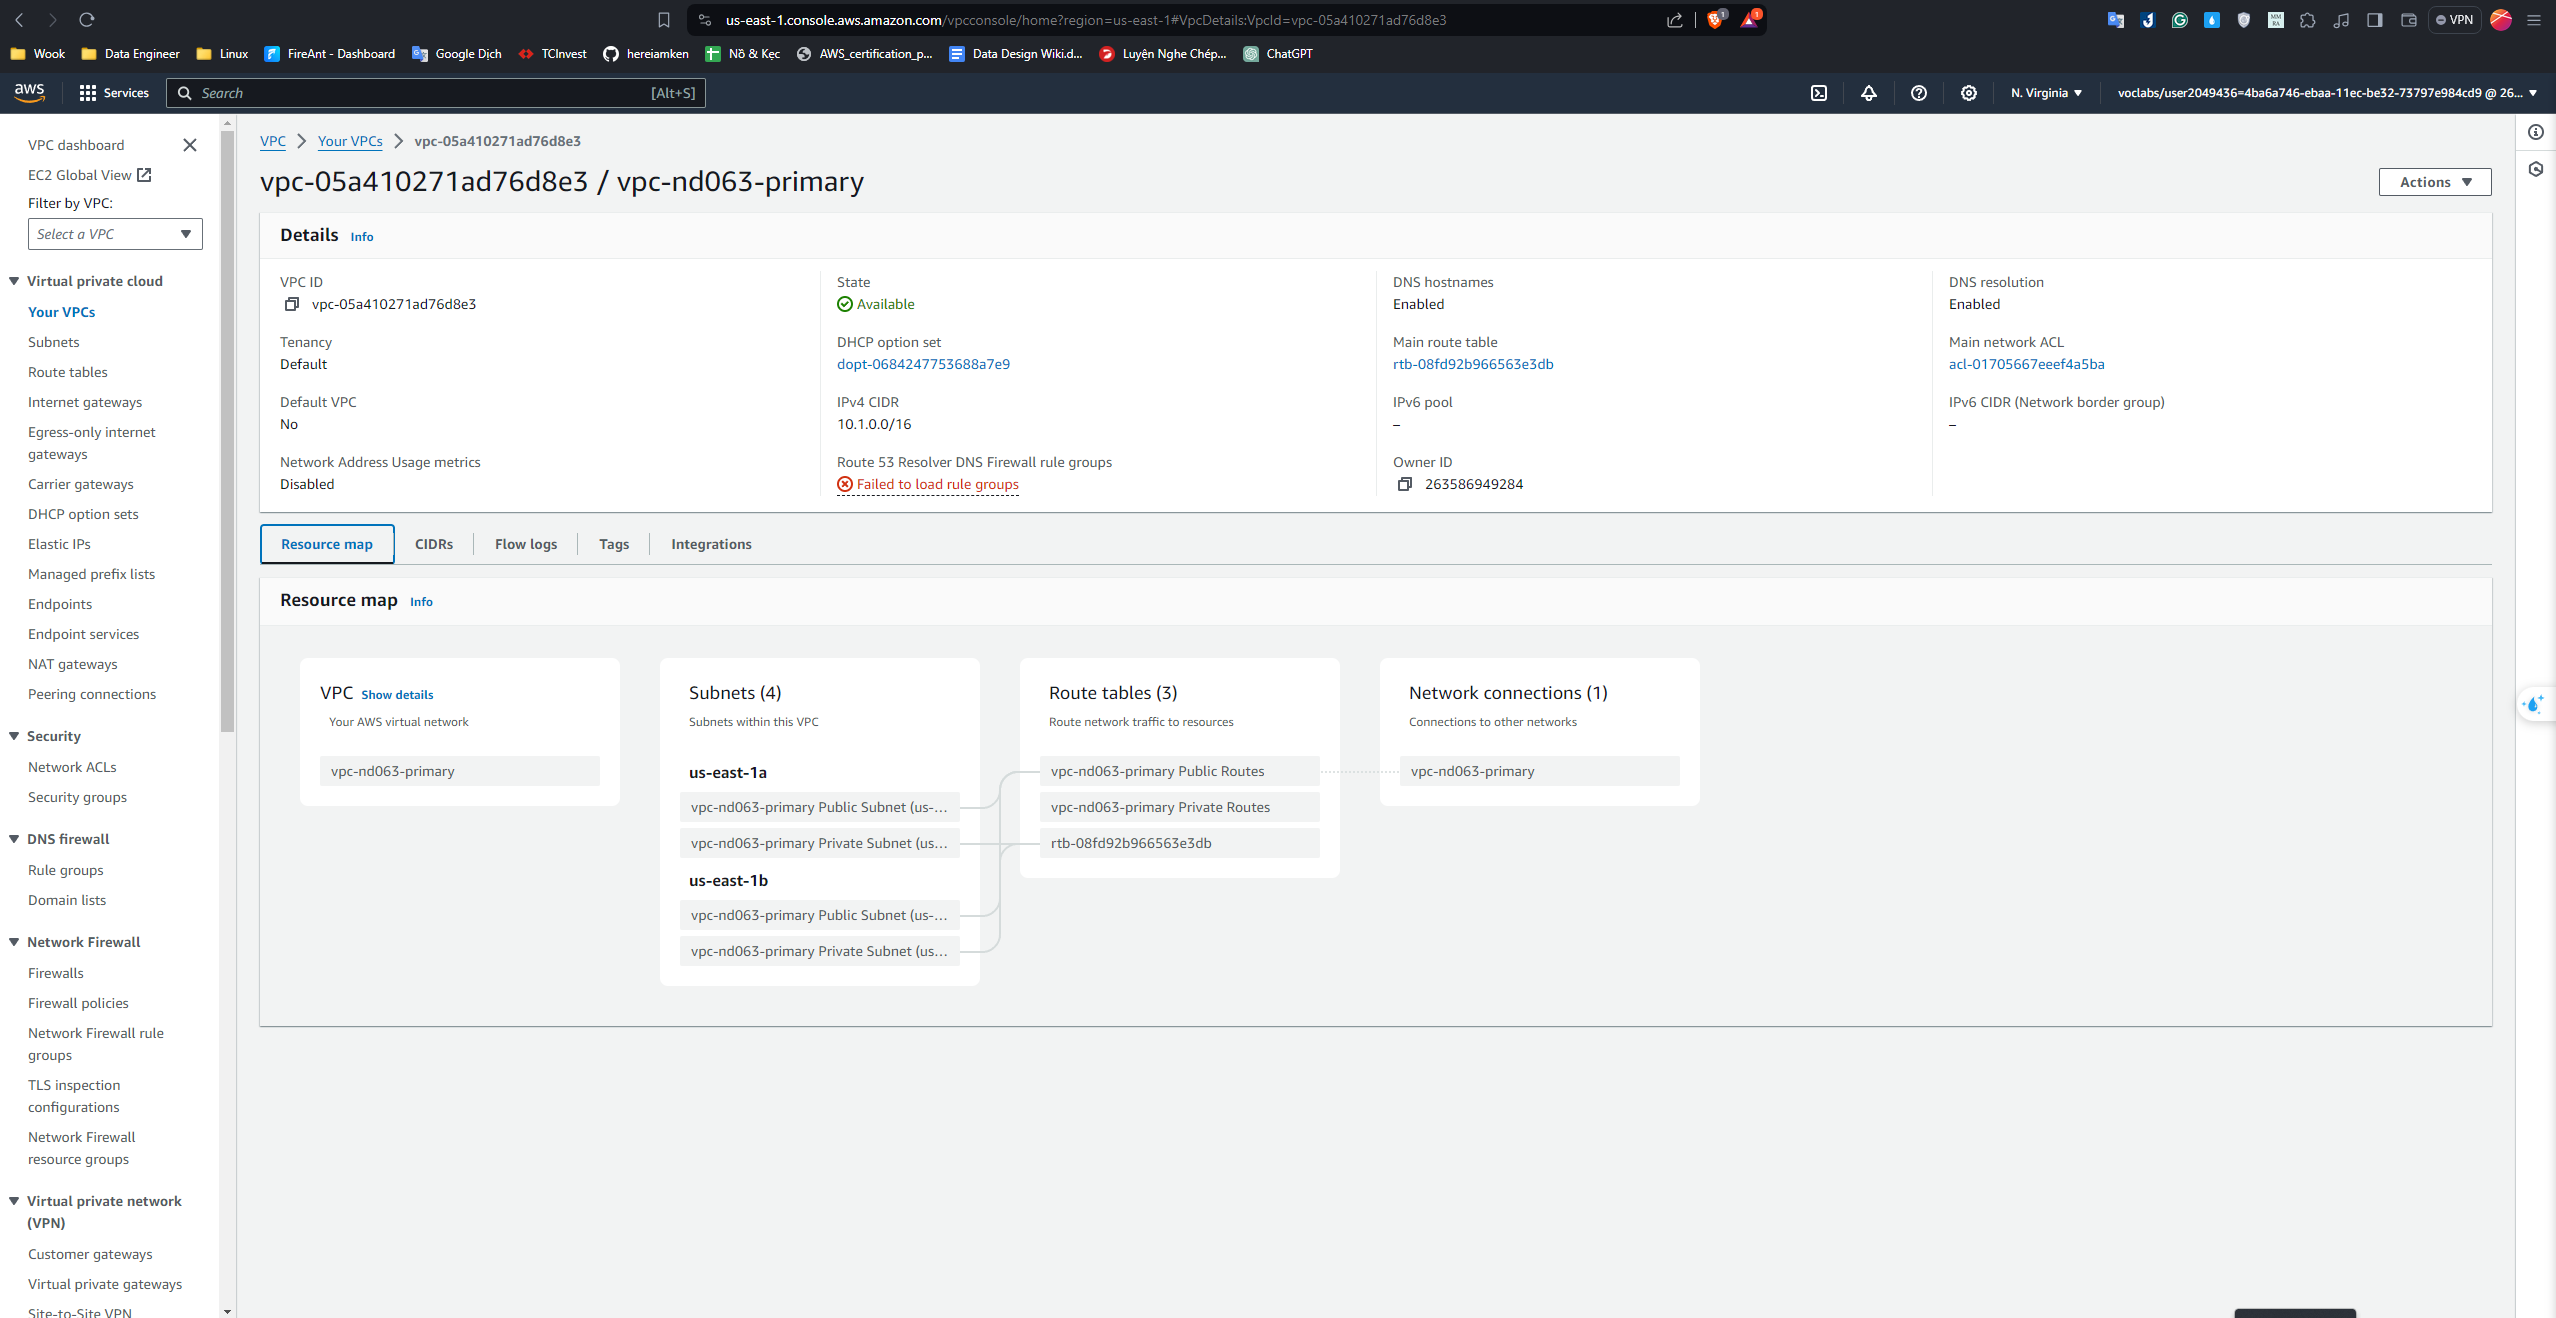 us-east-1.console.aws.amazon.com/vpcconsole/home?region=us-east-1#VpcDetails:VpcId=vpc-05a410271ad76d8e3
1
1
VPN
Wook
Data Engineer
Linux
FireAnt - Dashboard
Google Dịch
TCInvest
hereiamken
Nồ & Kẹc
AWS_certification_p...
Data Design Wiki.d...
Luyện Nghe Chép...
ChatGPT
aws
Services
Search
[Alt+S]
N. Virginia
voclabs/user2049436=4ba6a746-ebaa-11ec-be32-73797e984cd9 @ 26...
VPC dashboard
EC2 Global View
Filter by VPC:
Select a VPC
Virtual private cloud
Your VPCs
Subnets
Route tables
Internet gateways
Egress-only internet
gateways
Carrier gateways
DHCP option sets
Elastic IPs
Managed prefix lists
Endpoints
Endpoint services
NAT gateways
Peering connections
Security
Network ACLs
Security groups
DNS firewall
Rule groups
Domain lists
Network Firewall
Firewalls
Firewall policies
Network Firewall rule
groups
TLS inspection
configurations
Network Firewall
resource groups
Virtual private network
(VPN)
Customer gateways
Virtual private gateways
Site-to-Site VPN
VPC
Your VPCs
vpc-05a410271ad76d8e3
vpc-05a410271ad76d8e3 / vpc-nd063-primary
Actions
Details
Info
VPC ID
vpc-05a410271ad76d8e3
State
Available
DNS hostnames
Enabled
DNS resolution
Enabled
Tenancy
Default
DHCP option set
dopt-0684247753688a7e9
Main route table
rtb-08fd92b966563e3db
Main network ACL
acl-01705667eeef4a5ba
Default VPC
No
IPv4 CIDR
10.1.0.0/16
IPv6 pool
–
IPv6 CIDR (Network border group)
–
Network Address Usage metrics
Disabled
Route 53 Resolver DNS Firewall rule groups
Failed to load rule groups
Owner ID
263586949284
Resource map
CIDRs
Flow logs
Tags
Integrations
Resource map
Info
VPC
Show details
Your AWS virtual network
vpc-nd063-primary
Subnets (4)
Subnets within this VPC
us-east-1a
vpc-nd063-primary Public Subnet (us-...
vpc-nd063-primary Private Subnet (us...
us-east-1b
vpc-nd063-primary Public Subnet (us-...
vpc-nd063-primary Private Subnet (us...
Route tables (3)
Route network traffic to resources
vpc-nd063-primary Public Routes
vpc-nd063-primary Private Routes
rtb-08fd92b966563e3db
Network connections (1)
Connections to other networks
vpc-nd063-primary